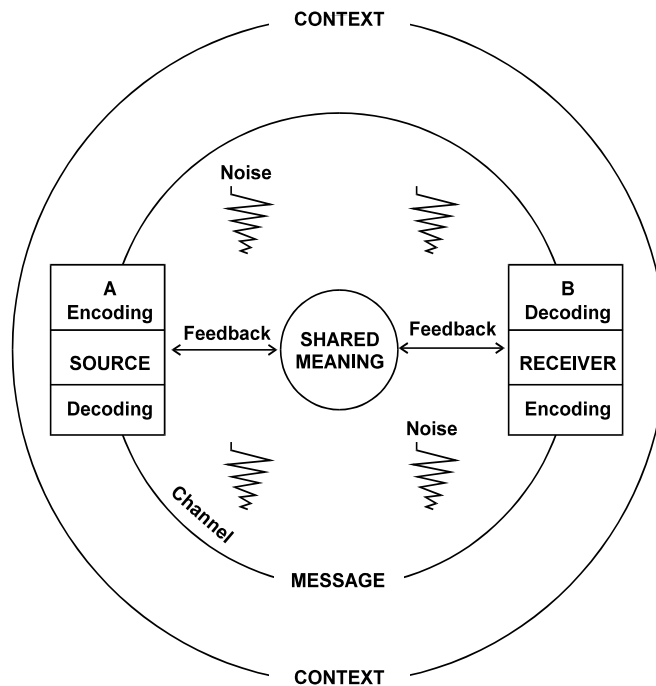 CONTEXT
Noise
A
Encoding
SOURCE
Decoding
Feedback
SHARED
MEANING
Feedback
B
Decoding
RECEIVER
Encoding
Noise
Channel
MESSAGE
CONTEXT